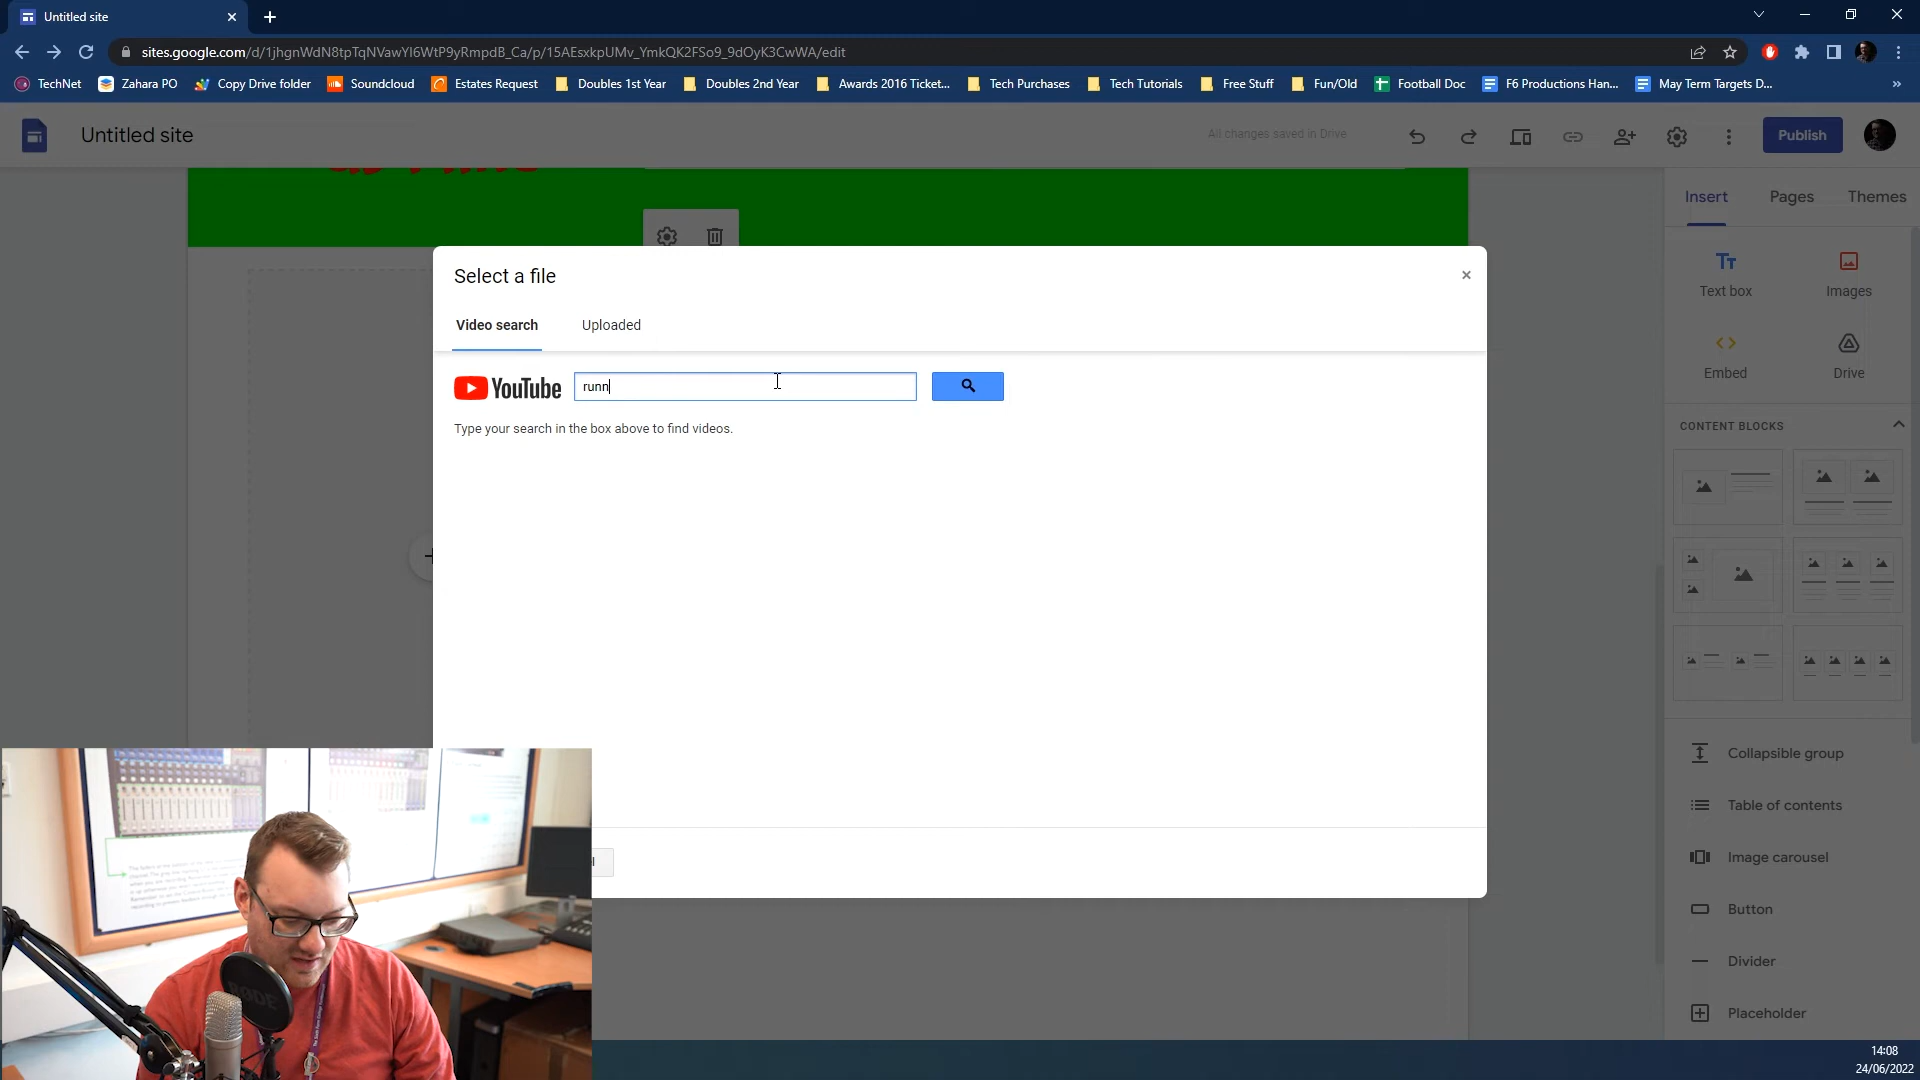 Untitled site
sites.google.com/d/1jhgnWdN8tpTqNVawYI6WtP9yRmpdB_Ca/p/15AEsxkpUMv_YmkQK2FSo9_9dOyK3CwWA/edit
TechNet Zahara PO Copy Drive folder Soundcloud Estates Request Doubles 1st Year Doubles 2nd Year Awards 2016 Ticket... Tech Purchases Tech Tutorials Free Stuff Fun/Old Football Doc F6 Productions Han... May Term Targets D... »
Untitled site
All changes saved in Drive
Publish
Insert Pages Themes
Text box Images
Embed Drive
CONTENT BLOCKS
Collapsible group
Table of contents
Image carousel
Button
Divider
Placeholder
Select a file
Video search Uploaded
YouTube
runn
Type your search in the box above to find videos.
RØDE
14:08
24/06/2022